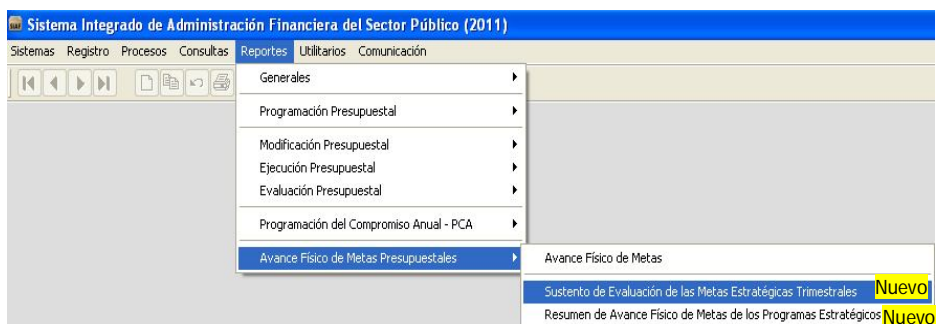 Sistema Integrado de Administración Financiera del Sector Público (2011)
Sistemas Registro Procesos Consultas Reportes Utilitarios Comunicación
Generales
Programación Presupuestal
Modificación Presupuestal
Ejecución Presupuestal
Evaluación Presupuestal
Programación del Compromiso Anual - PCA
Avance Físico de Metas Presupuestales
Avance Físico de Metas
Sustento de Evaluación de las Metas Estratégicas Trimestrales Nuevo
Resumen de Avance Físico de Metas de los Programas Estratégicos Nuevo